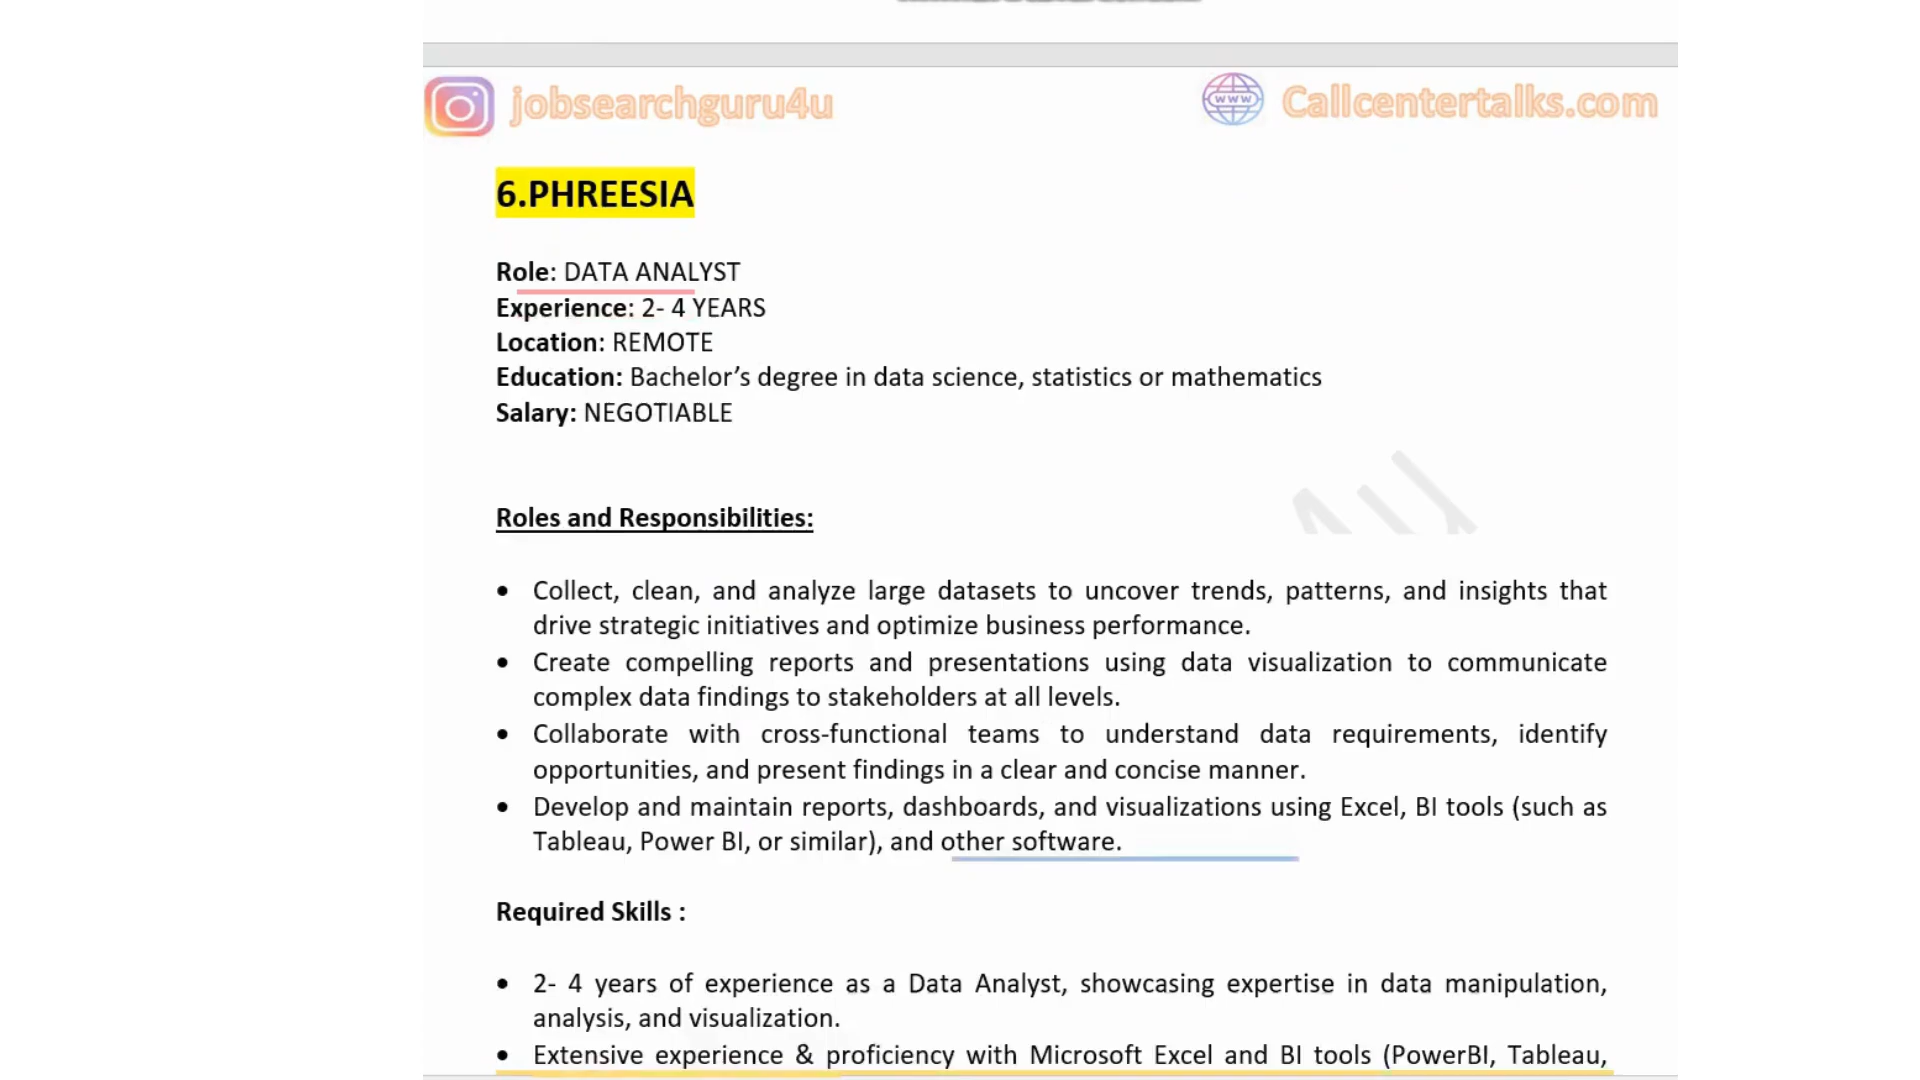 jobsearchguru4u
www
Callcentertalks.com
6.PHREESIA
Role: DATA ANALYST
Experience: 2- 4 YEARS
Location: REMOTE
Education: Bachelor’s degree in data science, statistics or mathematics
Salary: NEGOTIABLE
Roles and Responsibilities:
• Collect, clean, and analyze large datasets to uncover trends, patterns, and insights that
drive strategic initiatives and optimize business performance.
• Create compelling reports and presentations using data visualization to communicate
complex data findings to stakeholders at all levels.
• Collaborate with cross-functional teams to understand data requirements, identify
opportunities, and present findings in a clear and concise manner.
• Develop and maintain reports, dashboards, and visualizations using Excel, BI tools (such as
Tableau, Power BI, or similar), and other software.
Required Skills :
• 2- 4 years of experience as a Data Analyst, showcasing expertise in data manipulation,
analysis, and visualization.
• Extensive experience & proficiency with Microsoft Excel and BI tools (PowerBI, Tableau,